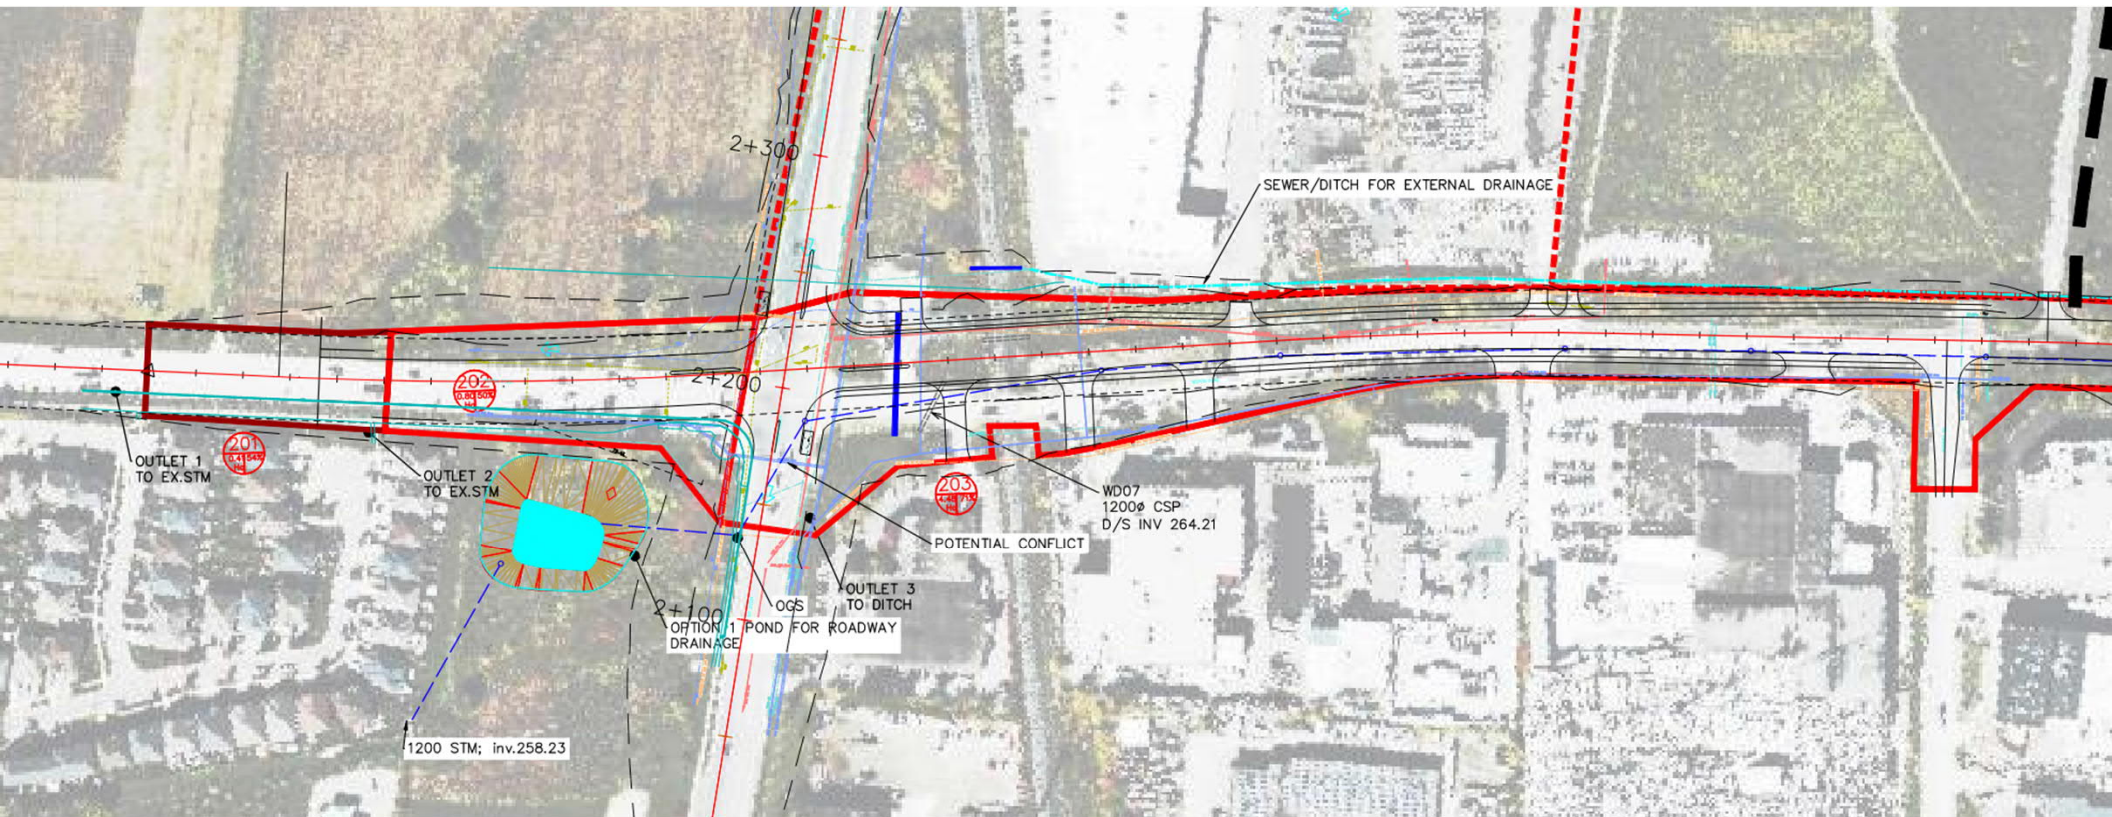 2+300
SEWER/DITCH FOR EXTERNAL DRAINAGE
202
2+200
201
OUTLET 1
TO EX.STM
OUTLET 2
TO EX.STM
203
WD07
1200ø CSP
D/S INV 264.21
POTENTIAL CONFLICT
OUTLET 3
TO DITCH
OGS
2+100
OPTION 1 POND FOR ROADWAY
DRAINAGE
1200 STM; inv.258.23